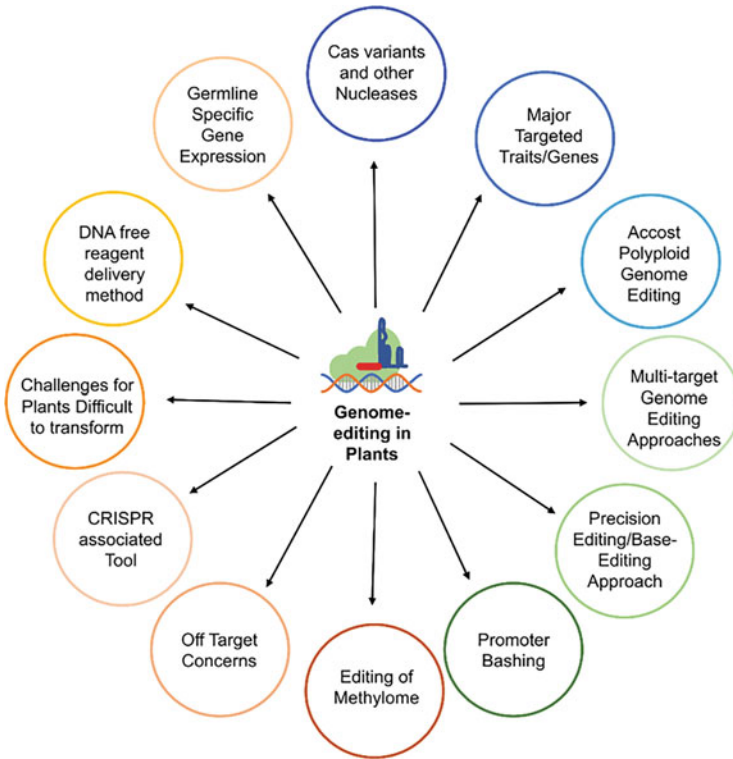 Cas variants
and other
Nucleases
Major
Targeted
Traits/Genes
Accost
Polyploid
Genome
Editing
Multi-target
Genome
Editing
Approaches
Precision
Editing/Base-
Editing
Approach
Promoter
Bashing
Editing of
Methylome
Off Target
Concerns
CRISPR
associated
Tool
Challenges for
Plants Difficult
to transform
DNA free
reagent
delivery
method
Germline
Specific
Gene
Expression
Genome-
editing in
Plants